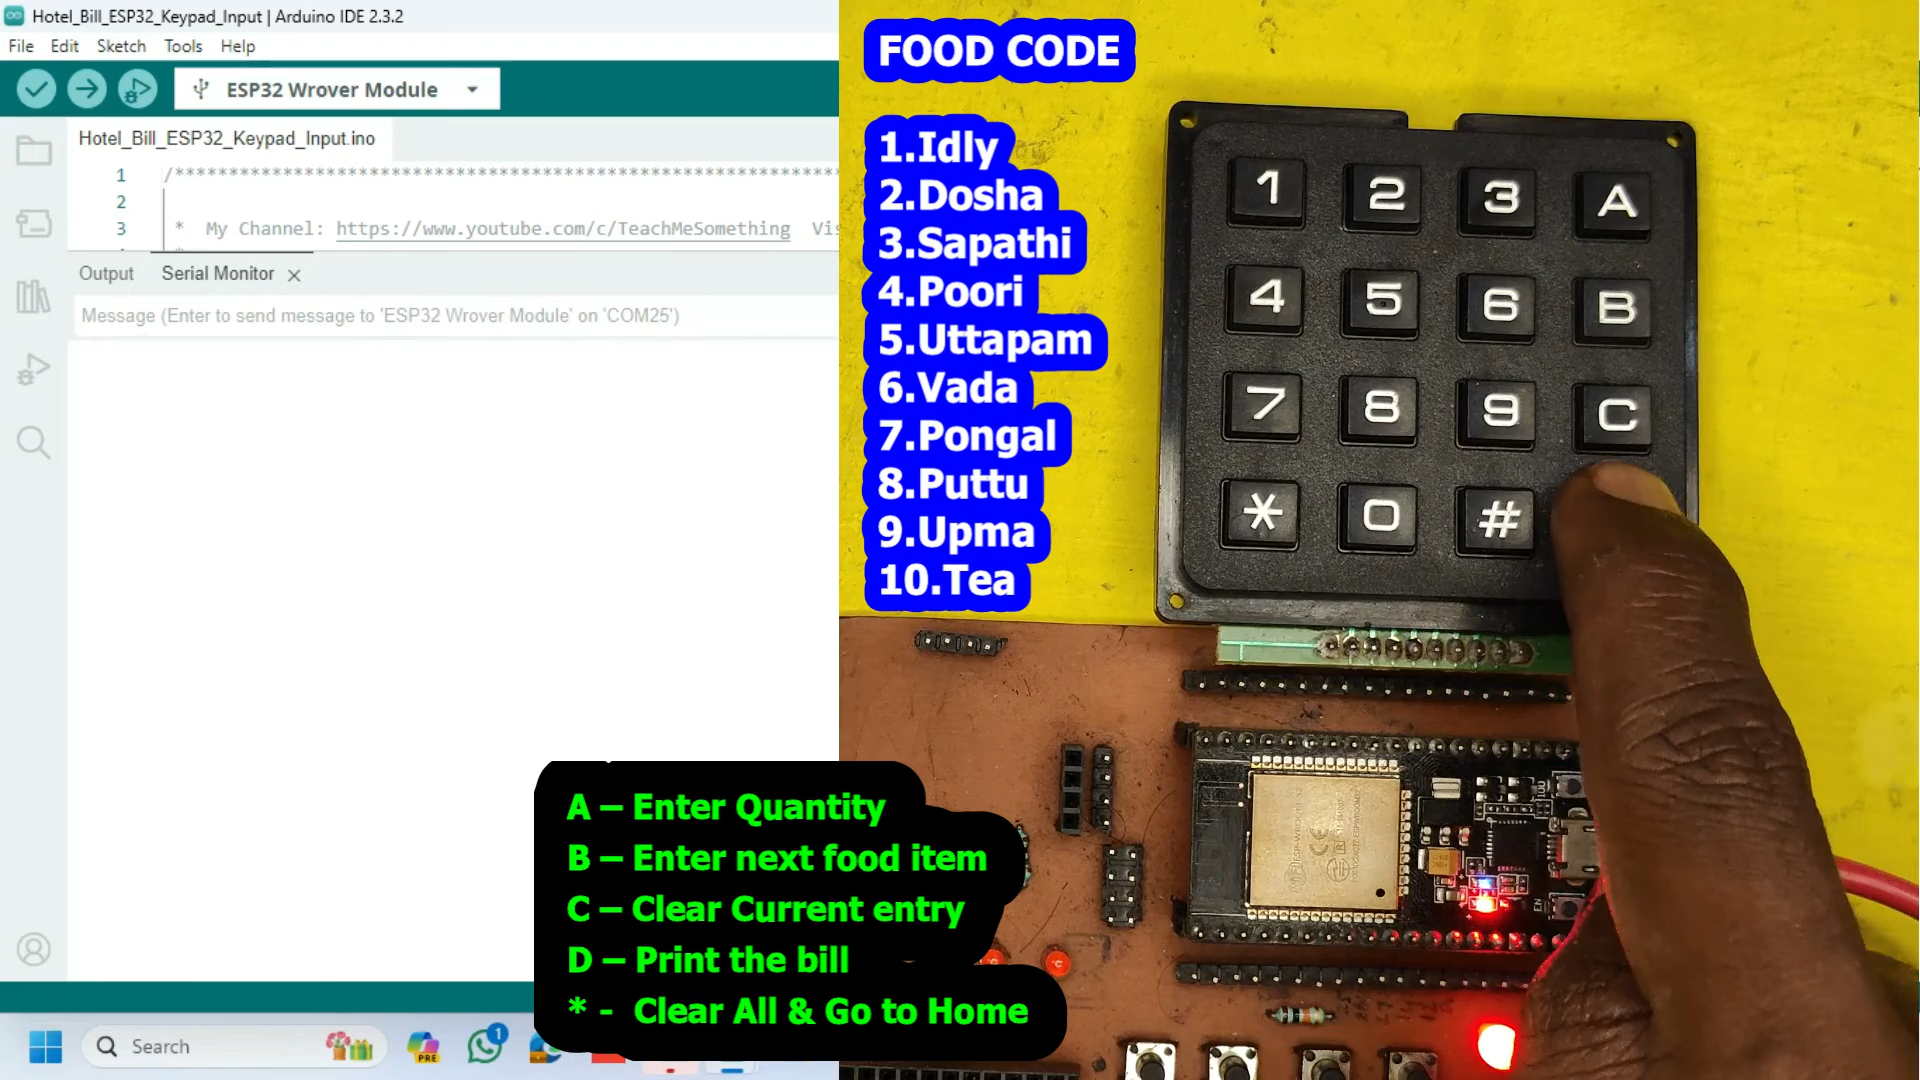 Hotel_Bill_ESP32_Keypad_Input | Arduino IDE 2.3.2
File Edit Sketch Tools Help
ESP32 Wrover Module
Hotel_Bill_ESP32_Keypad_Input.ino
1 /**************************************************************
2
3 * My Channel: https://www.youtube.com/c/TeachMeSomething Vis
Output Serial Monitor
Message (Enter to send message to 'ESP32 Wrover Module' on 'COM25')
FOOD CODE
1.Idly
2.Dosha
3.Sapathi
4.Poori
5.Uttapam
6.Vada
7.Pongal
8.Puttu
9.Upma
10.Tea
1 2 3 A
4 5 6 B
7 8 9 C
* 0 #
A – Enter Quantity
B – Enter next food item
C – Clear Current entry
D – Print the bill
* - Clear All & Go to Home
EN
Search
PRE
1